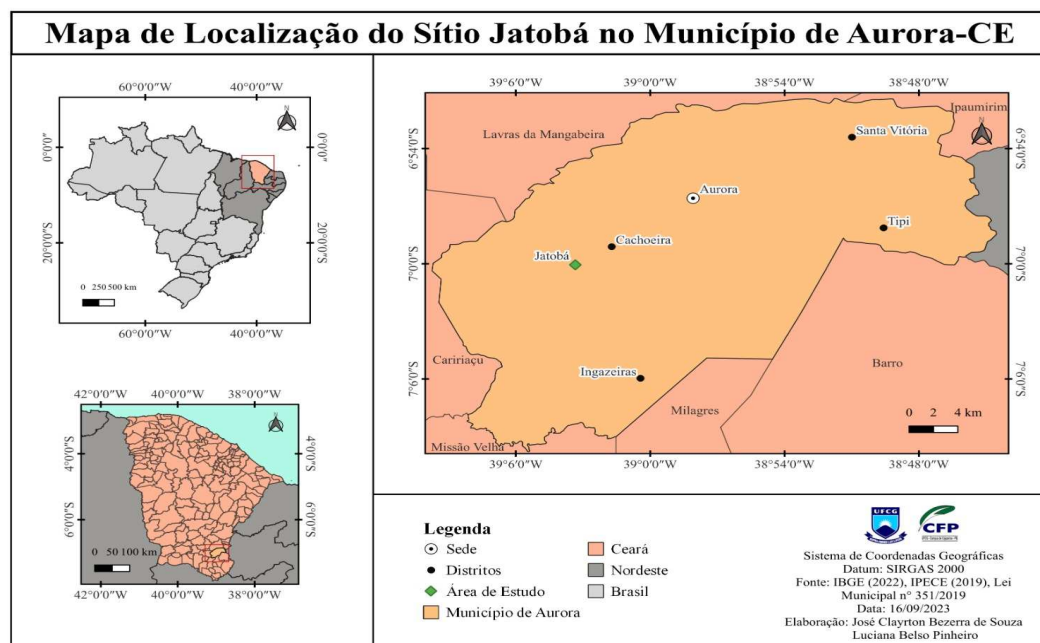 Mapa de Localização do Sítio Jatobá no Município de Aurora-CE
60°0'0"W 40°0'0"W
N
0°0'0" 0°0'0"
20°0'0"S 20°0'0"S
0 250 500 km
60°0'0"W 40°0'0"W
42°0'0"W 40°0'0"W 38°0'0"W
N
4°0'0"S 4°0'0"S
6°0'0"S 6°0'0"S
0 50 100 km
42°0'0"W 40°0'0"W 38°0'0"W
39°6'0"W 39°0'0"W 38°54'0"W 38°48'0"W
Ipaumirim
N
Lavras da Mangabeira
Santa Vitória
6°54'0"S 6°54'0"S
Aurora
Tipi
Cachoeira
Jatobá
7°0'0"S 7°0'0"S
Caririaçu
Barro
Ingazeiras
7°6'0"S 7°6'0"S
Milagres
0 2 4 km
Missão Velha
39°6'0"W 39°0'0"W 38°54'0"W 38°48'0"W
Legenda
Sede
Distritos
Área de Estudo
Município de Aurora
Ceará
Nordeste
Brasil
UFCG
CFP
Sistema de Coordenadas Geográficas
Datum: SIRGAS 2000
Fonte: IBGE (2022), IPECE (2019), Lei
Municipal n° 351/2019
Data: 16/09/2023
Elaboração: José Clayrton Bezerra de Souza
Luciana Belso Pinheiro